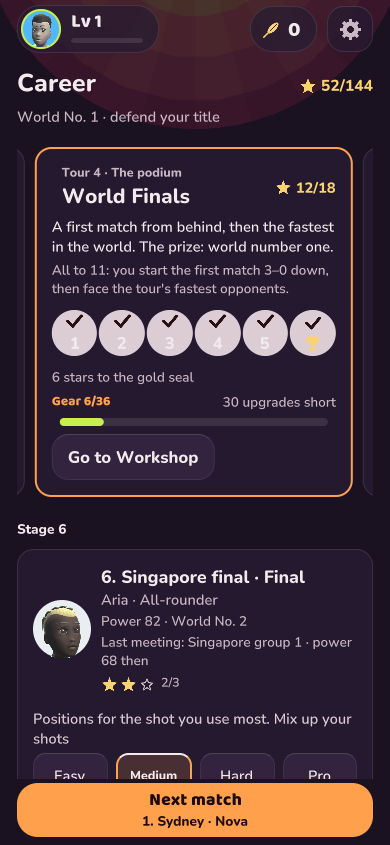 Lv 1
0
Career
52/144
World No. 1 · defend your title
Tour 4 · The podium
World Finals
12/18
A first match from behind, then the fastest
in the world. The prize: world number one.
All to 11: you start the first match 3–0 down,
then face the tour's fastest opponents.
1 2 3 4 5
6 stars to the gold seal
Gear 6/36
30 upgrades short
Go to Workshop
Stage 6
6. Singapore final · Final
Aria · All-rounder
Power 82 · World No. 2
Last meeting: Singapore group 1 · power
68 then
2/3
Positions for the shot you use most. Mix up your
shots
Easy Medium Hard Pro
Next match
1. Sydney · Nova